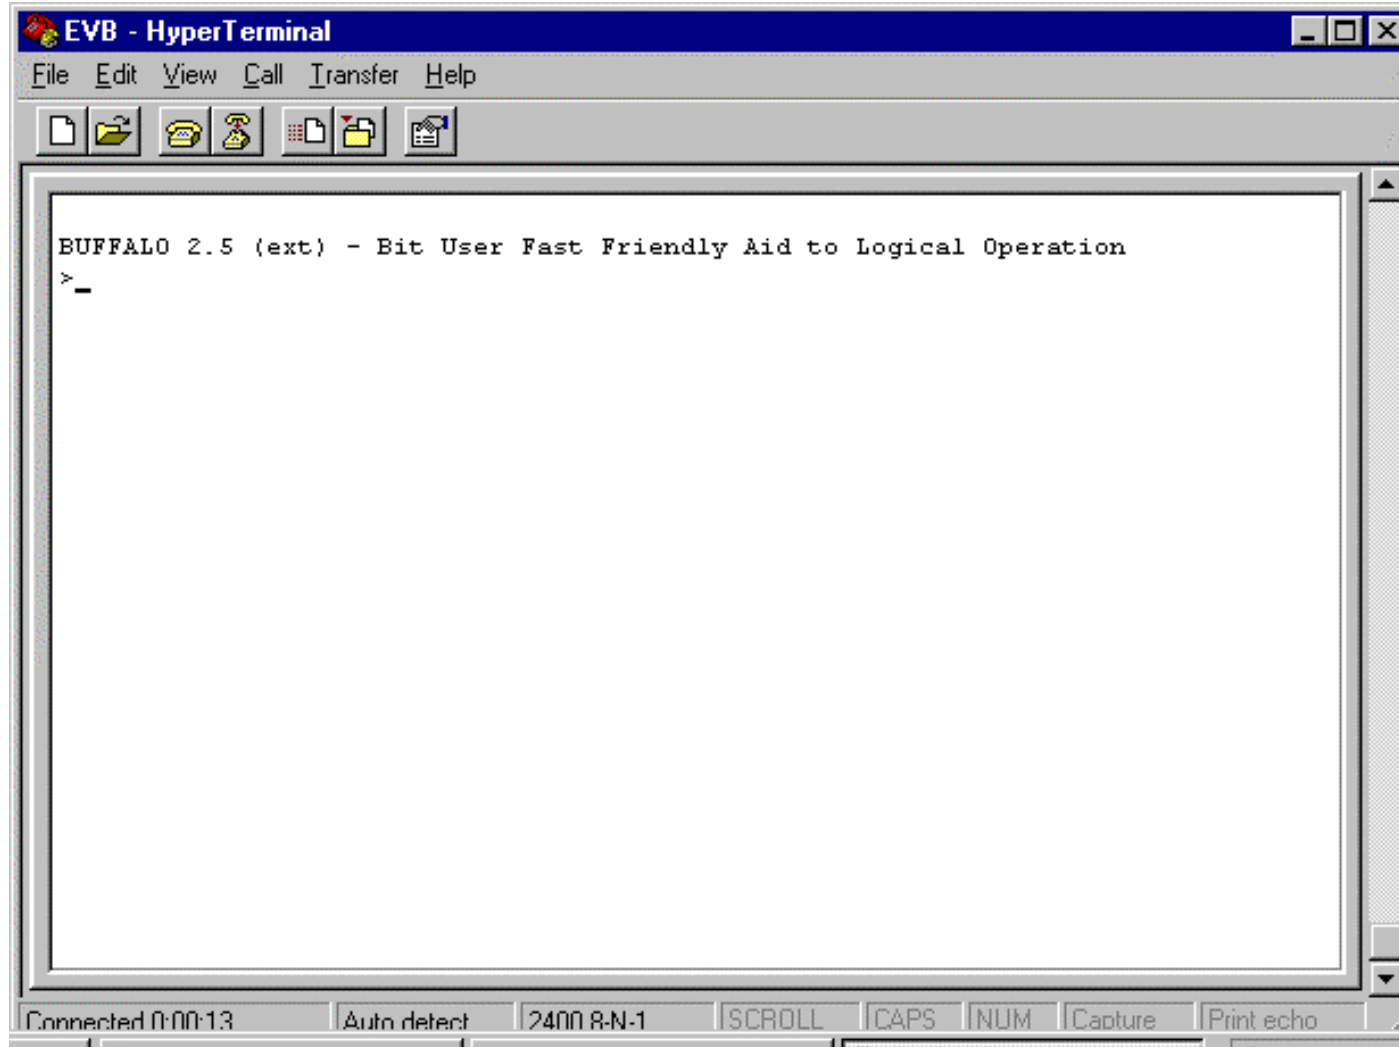 EVB - HyperTerminal
File Edit View Call Transfer Help
BUFFALO 2.5 (ext) - Bit User Fast Friendly Aid to Logical Operation
>_
Connected 0:00:13 Auto detect 2400 8-N-1 SCROLL CAPS NUM Capture Print echo